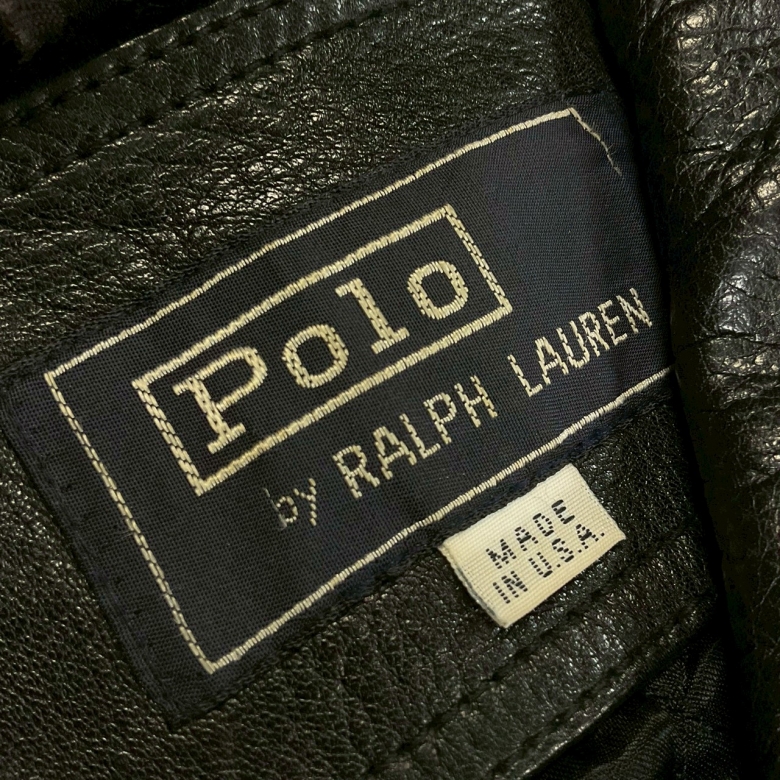 Polo
by RALPH LAUREN
MADE
IN U.S.A.